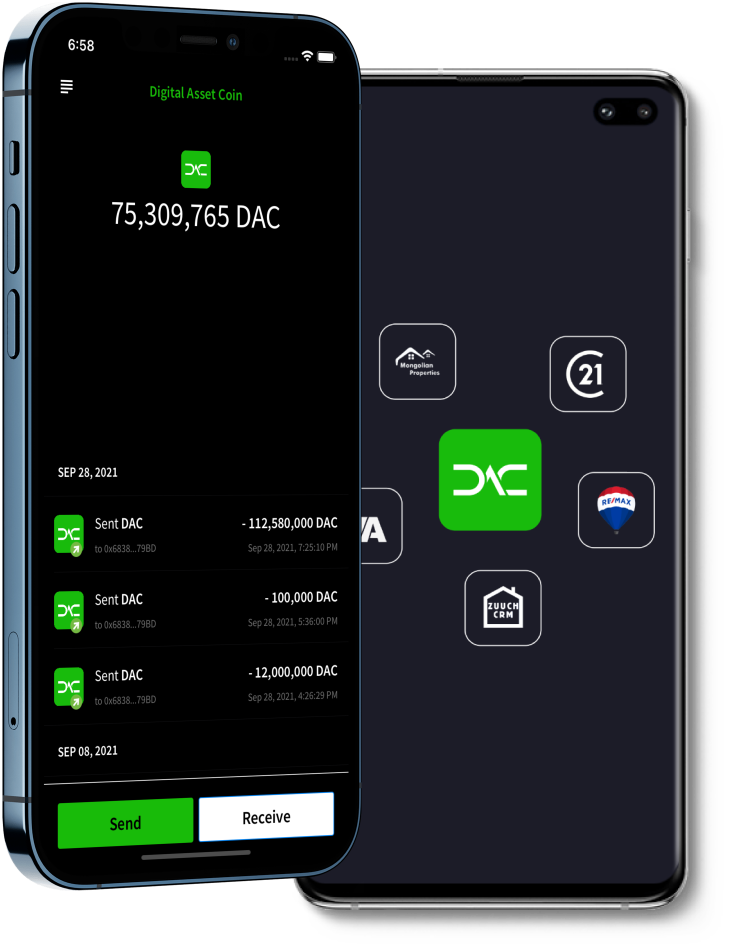 6:58
Digital Asset Coin
DAC
75,309,765 DAC
SEP 28, 2021
DAC
Sent DAC
- 112,580,000 DAC
to 0x6838...79BD
Sep 28, 2021, 7:25:10 PM
DAC
Sent DAC
- 100,000 DAC
to 0x6838...79BD
Sep 28, 2021, 5:36:00 PM
DAC
Sent DAC
- 12,000,000 DAC
to 0x6838...79BD
Sep 28, 2021, 4:26:29 PM
SEP 08, 2021
Send
Receive
Mongolian
Properties
C21
DAC
RE/MAX
ZUUCH
CRM